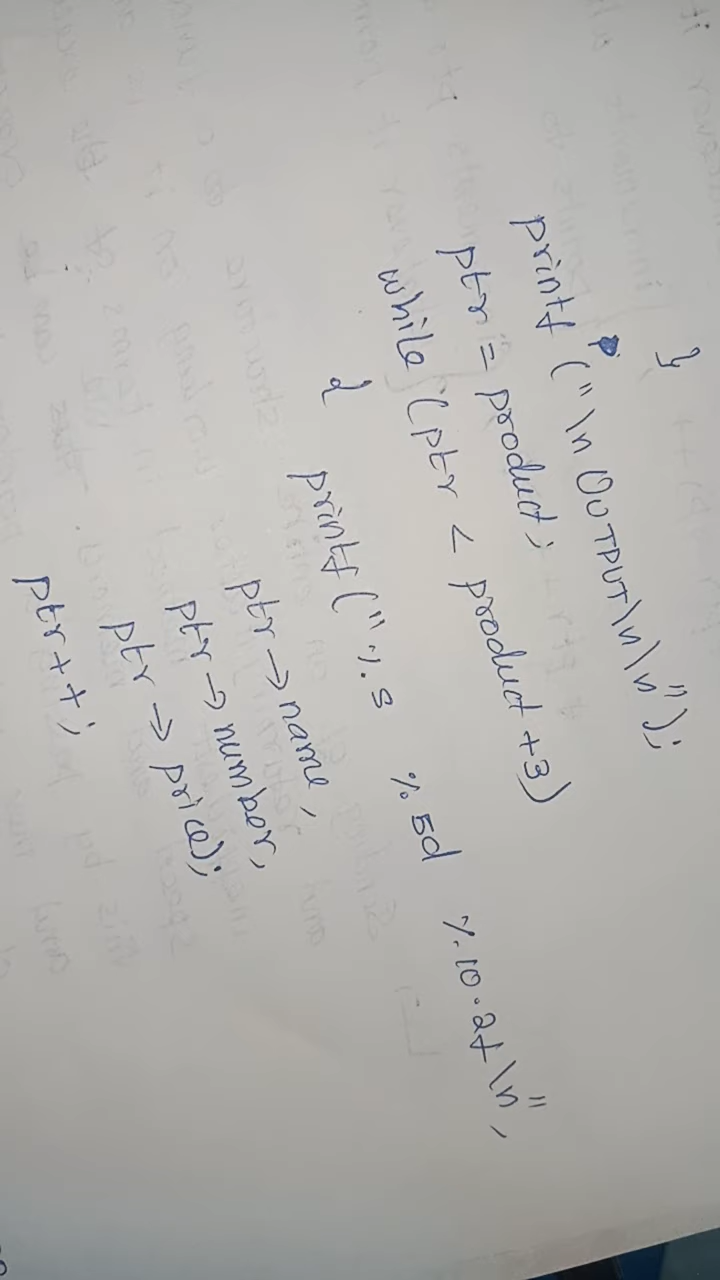 }
printf ("\n OUTPUT\n\n");
ptr = product;
while (ptr < product +3)
{
printf ("%s %5d %10.2f\n",
ptr→name,
ptr→number,
ptr→price);
ptr++;